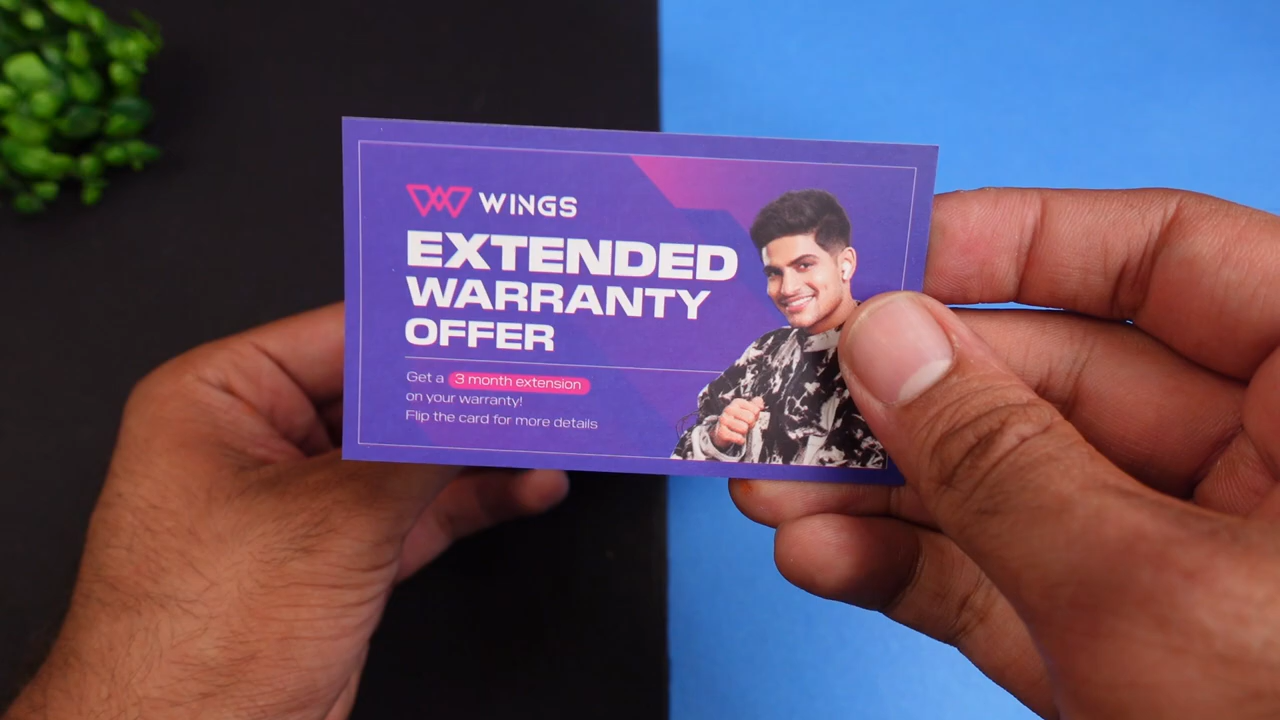 WINGS
EXTENDED
WARRANTY
OFFER
Get a 3 month extension
on your warranty!
Flip the card for more details